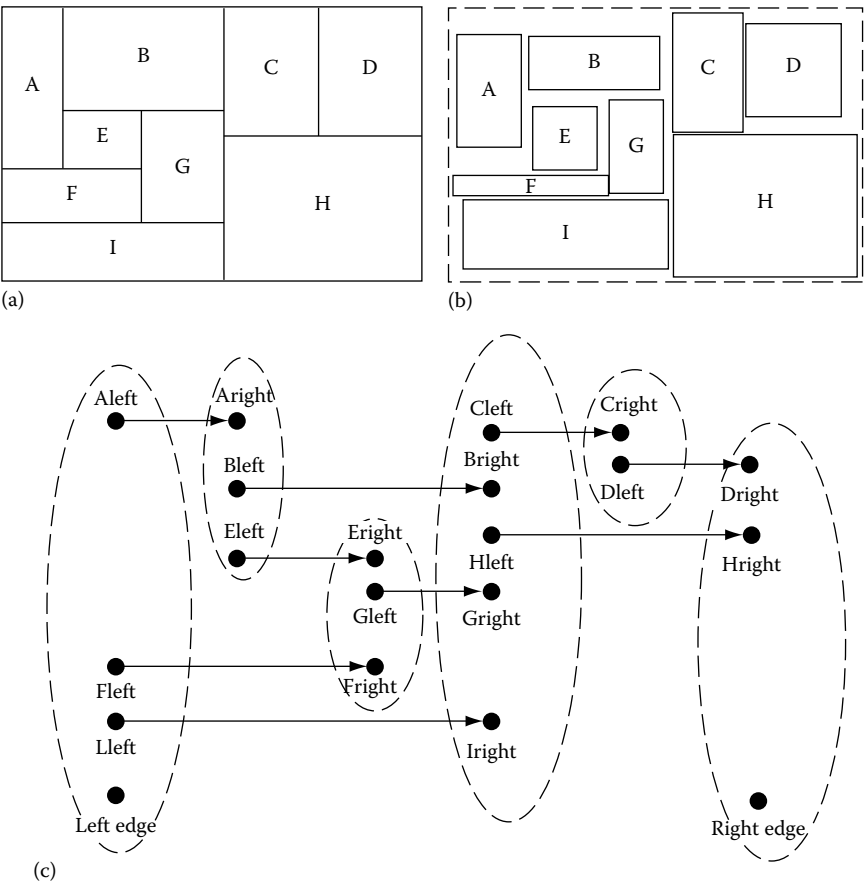 A
B
C
D
E
G
F
H
I
(a)
A
B
C
D
E
G
F
H
I
(b)
Aleft
Aright
Cleft
Cright
Bleft
Bright
Dleft
Dright
Eleft
Eright
Hleft
Hright
Gleft
Gright
Fleft
Fright
Lleft
Iright
Left edge
Right edge
(c)